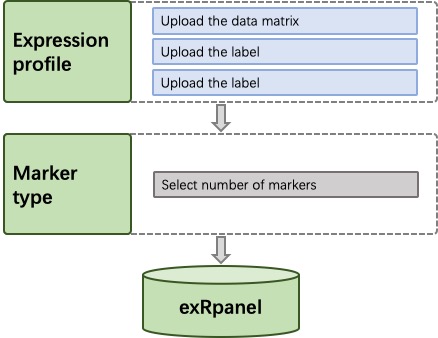 Expression
profile
Upload the data matrix
Upload the label
Upload the label
Marker
type
Select number of markers
exRpanel